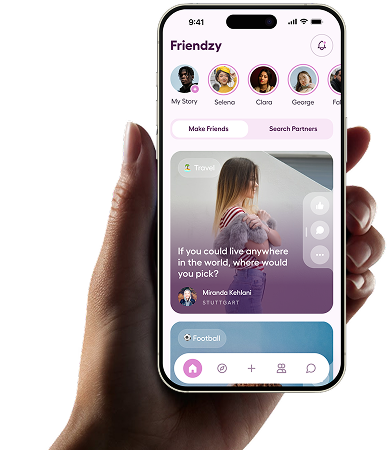 9:41
Friendzy
My Story
Selena
Clara
George
Make Friends
Search Partners
Travel
If you could live anywhere
in the world, where would
you pick?
Miranda Kehlani
STUTTGART
Football